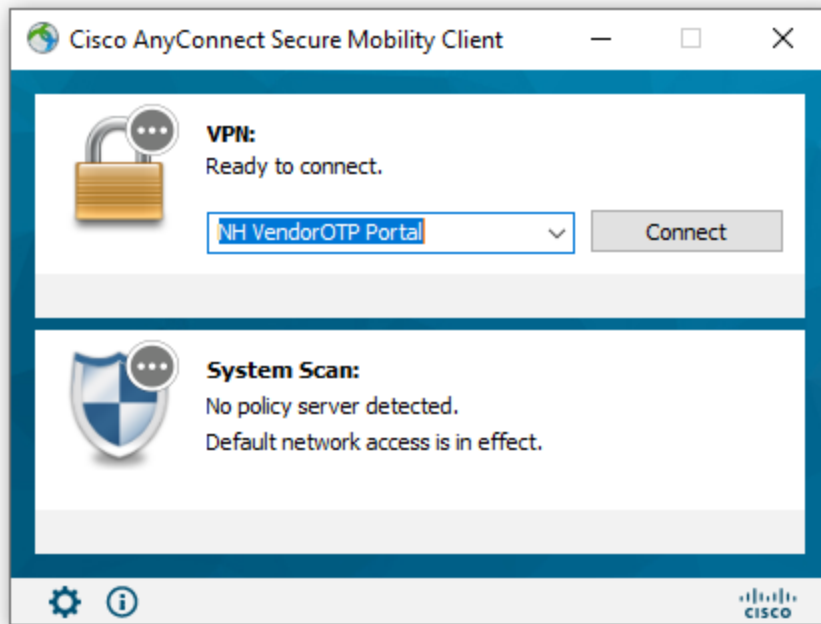 Cisco AnyConnect Secure Mobility Client
VPN:
Ready to connect.
NH VendorOTP Portal
Connect
System Scan:
No policy server detected.
Default network access is in effect.
CISCO